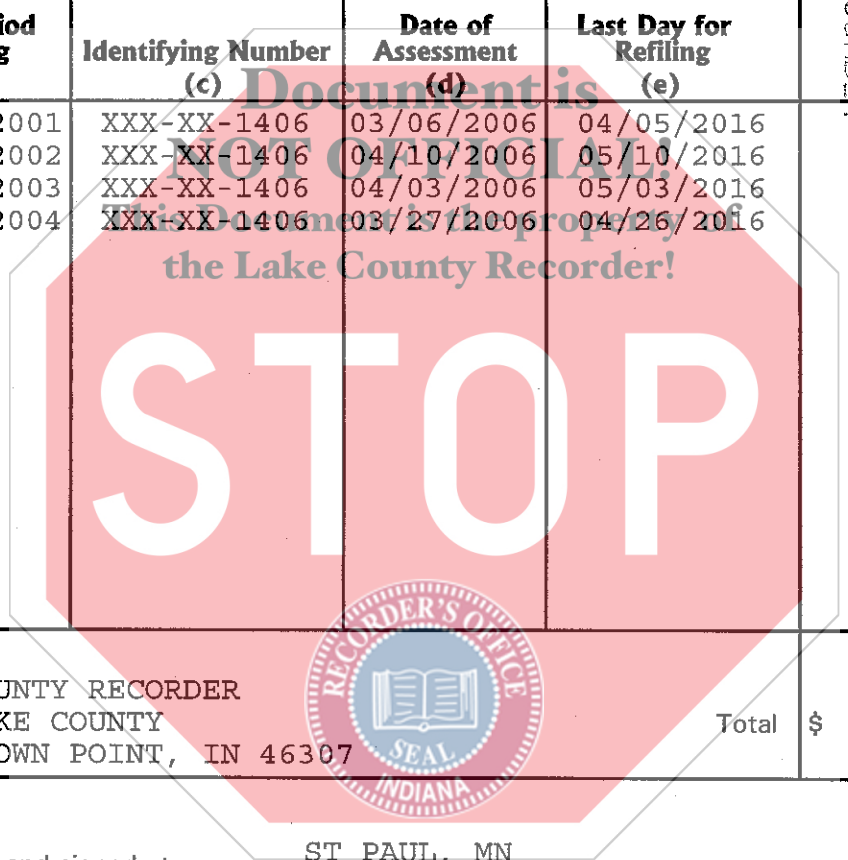 Date of Last Day for
Identifying Number Assessment Refiling
(c) (d) (e)
Document is
2001 XXX-XX-1406 03/06/2006 04/05/2016
2002 XXX-XX-1406 04/10/2006 05/10/2016
NOT OFFICIAL!
2003 XXX-XX-1406 04/03/2006 05/03/2016
2004 XXX-XX-1406 03/27/2006 04/26/2016
This Document is the property of
the Lake County Recorder!
STOP
RECORDER'S OFFICE
SEAL
INDIANA
UNTY RECORDER
KE COUNTY Total $
OWN POINT, IN 46307
ST PAUL, MN